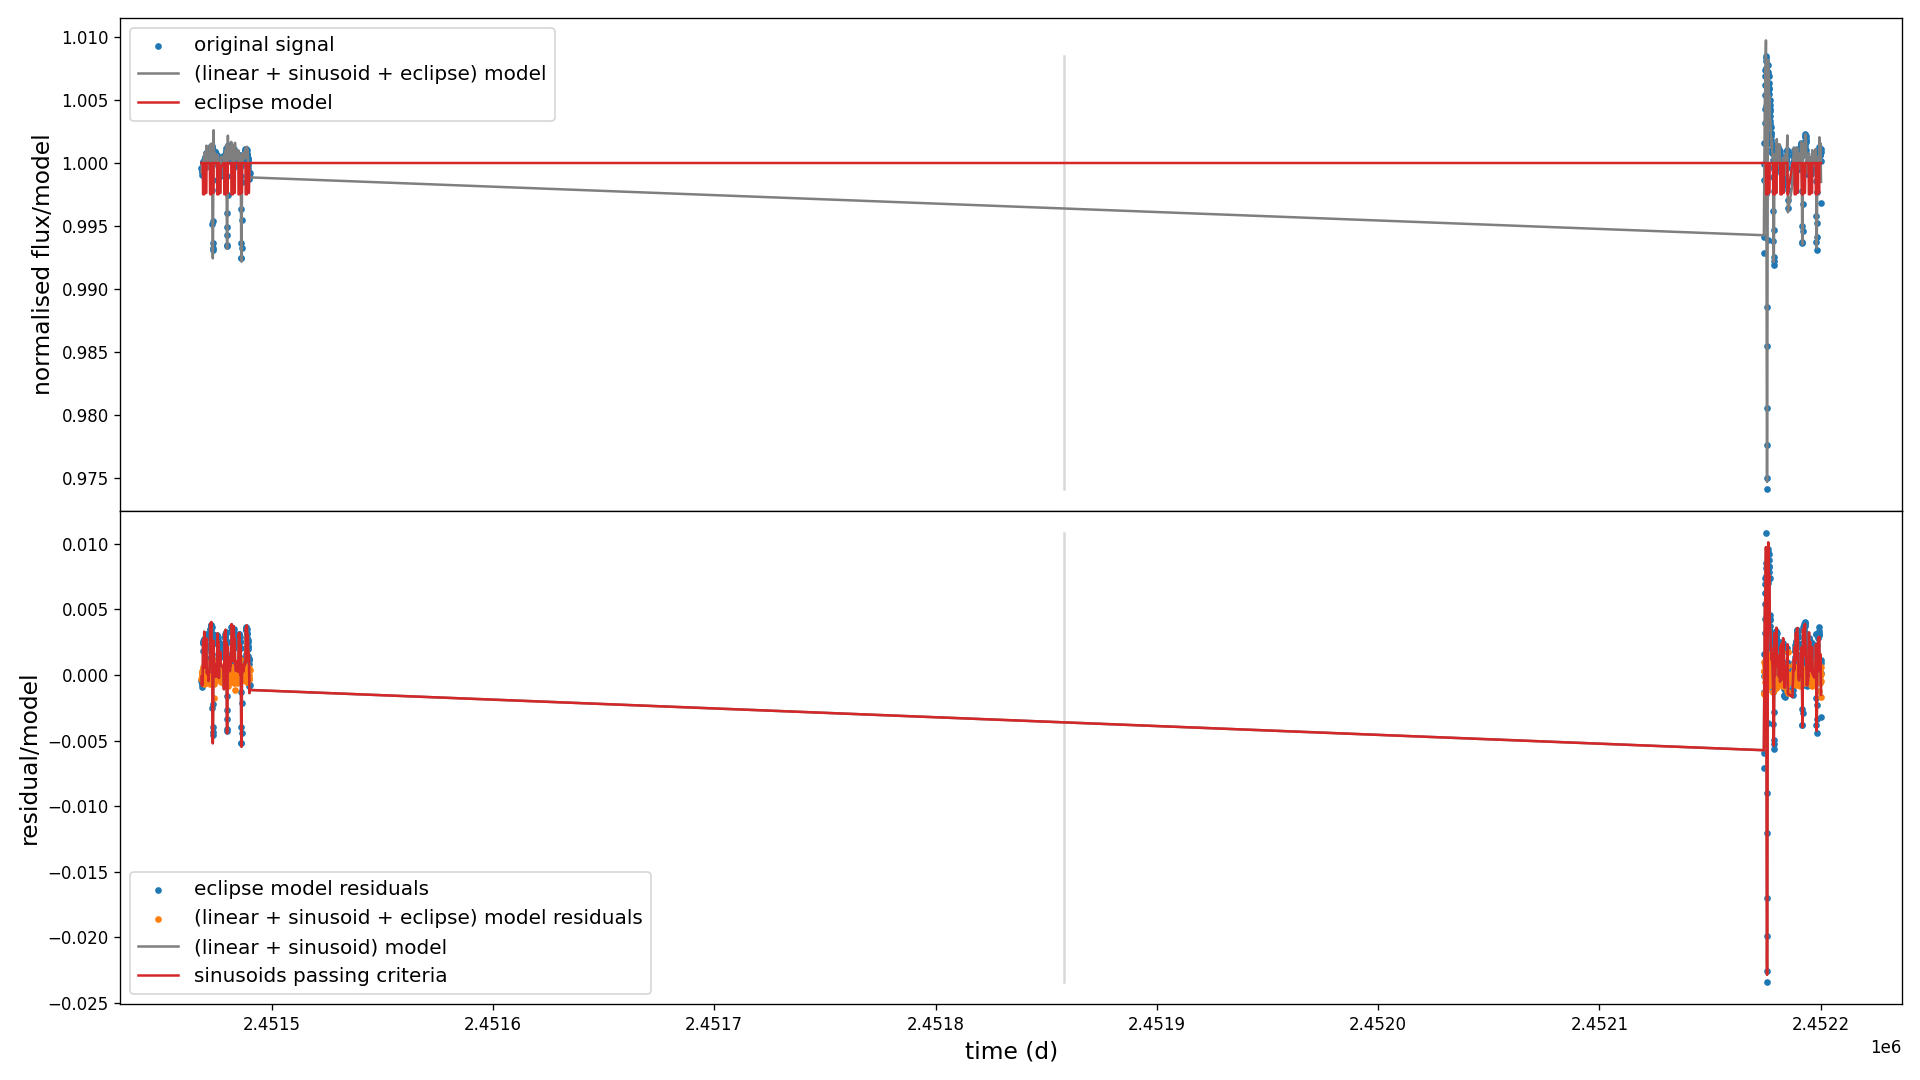 original signal
(linear + sinusoid + eclipse) model
eclipse model
normalised flux/model
1.010
1.005
1.000
0.995
0.990
0.985
0.980
0.975
residual/model
0.010
0.005
0.000
−0.005
−0.010
−0.015
−0.020
−0.025
eclipse model residuals
(linear + sinusoid + eclipse) model residuals
(linear + sinusoid) model
sinusoids passing criteria
2.4515 2.4516 2.4517 2.4518 2.4519 2.4520 2.4521 2.4522
1e6
time (d)